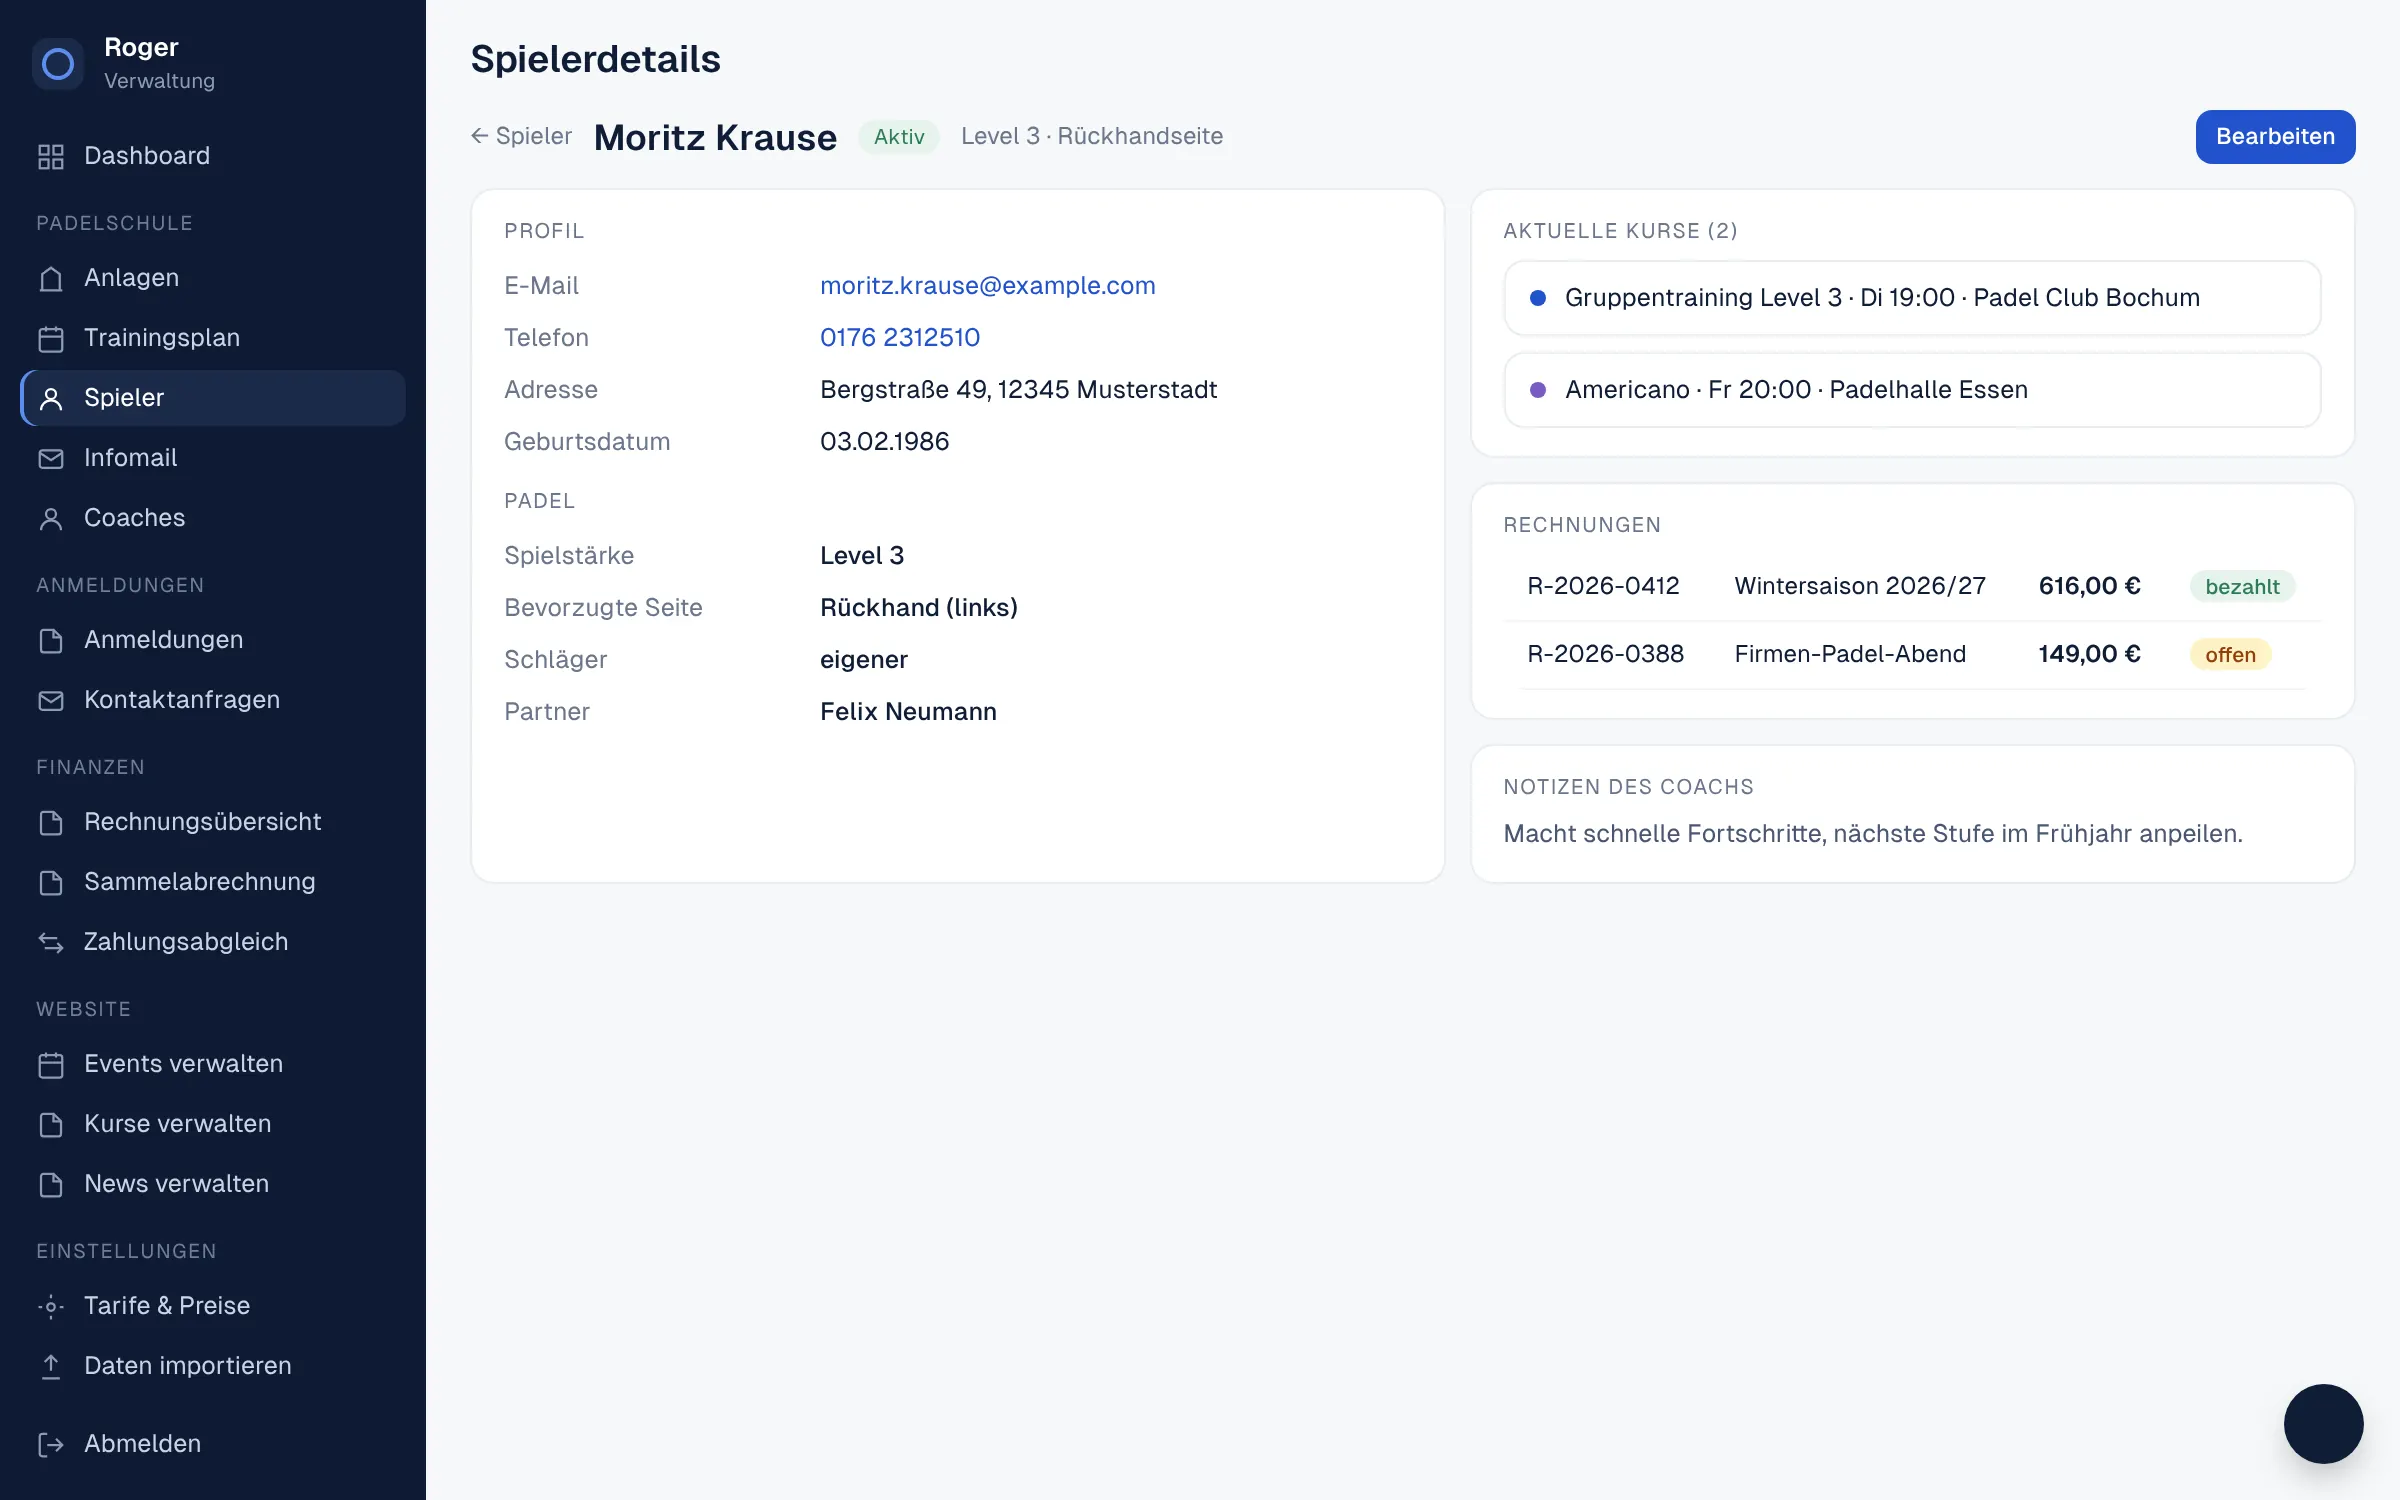 Roger
Verwaltung
Dashboard
PADELSCHULE
Anlagen
Trainingsplan
Spieler
Infomail
Coaches
ANMELDUNGEN
Anmeldungen
Kontaktanfragen
FINANZEN
Rechnungsübersicht
Sammelabrechnung
Zahlungsabgleich
WEBSITE
Events verwalten
Kurse verwalten
News verwalten
EINSTELLUNGEN
Tarife & Preise
Daten importieren
Abmelden
Spielerdetails
← Spieler Moritz Krause Aktiv Level 3 · Rückhandseite Bearbeiten
PROFIL
E-Mail moritz.krause@example.com
Telefon 0176 2312510
Adresse Bergstraße 49, 12345 Musterstadt
Geburtsdatum 03.02.1986
PADEL
Spielstärke Level 3
Bevorzugte Seite Rückhand (links)
Schläger eigener
Partner Felix Neumann
AKTUELLE KURSE (2)
Gruppentraining Level 3 · Di 19:00 · Padel Club Bochum
Americano · Fr 20:00 · Padelhalle Essen
RECHNUNGEN
R-2026-0412 Wintersaison 2026/27 616,00 € bezahlt
R-2026-0388 Firmen-Padel-Abend 149,00 € offen
NOTIZEN DES COACHS
Macht schnelle Fortschritte, nächste Stufe im Frühjahr anpeilen.